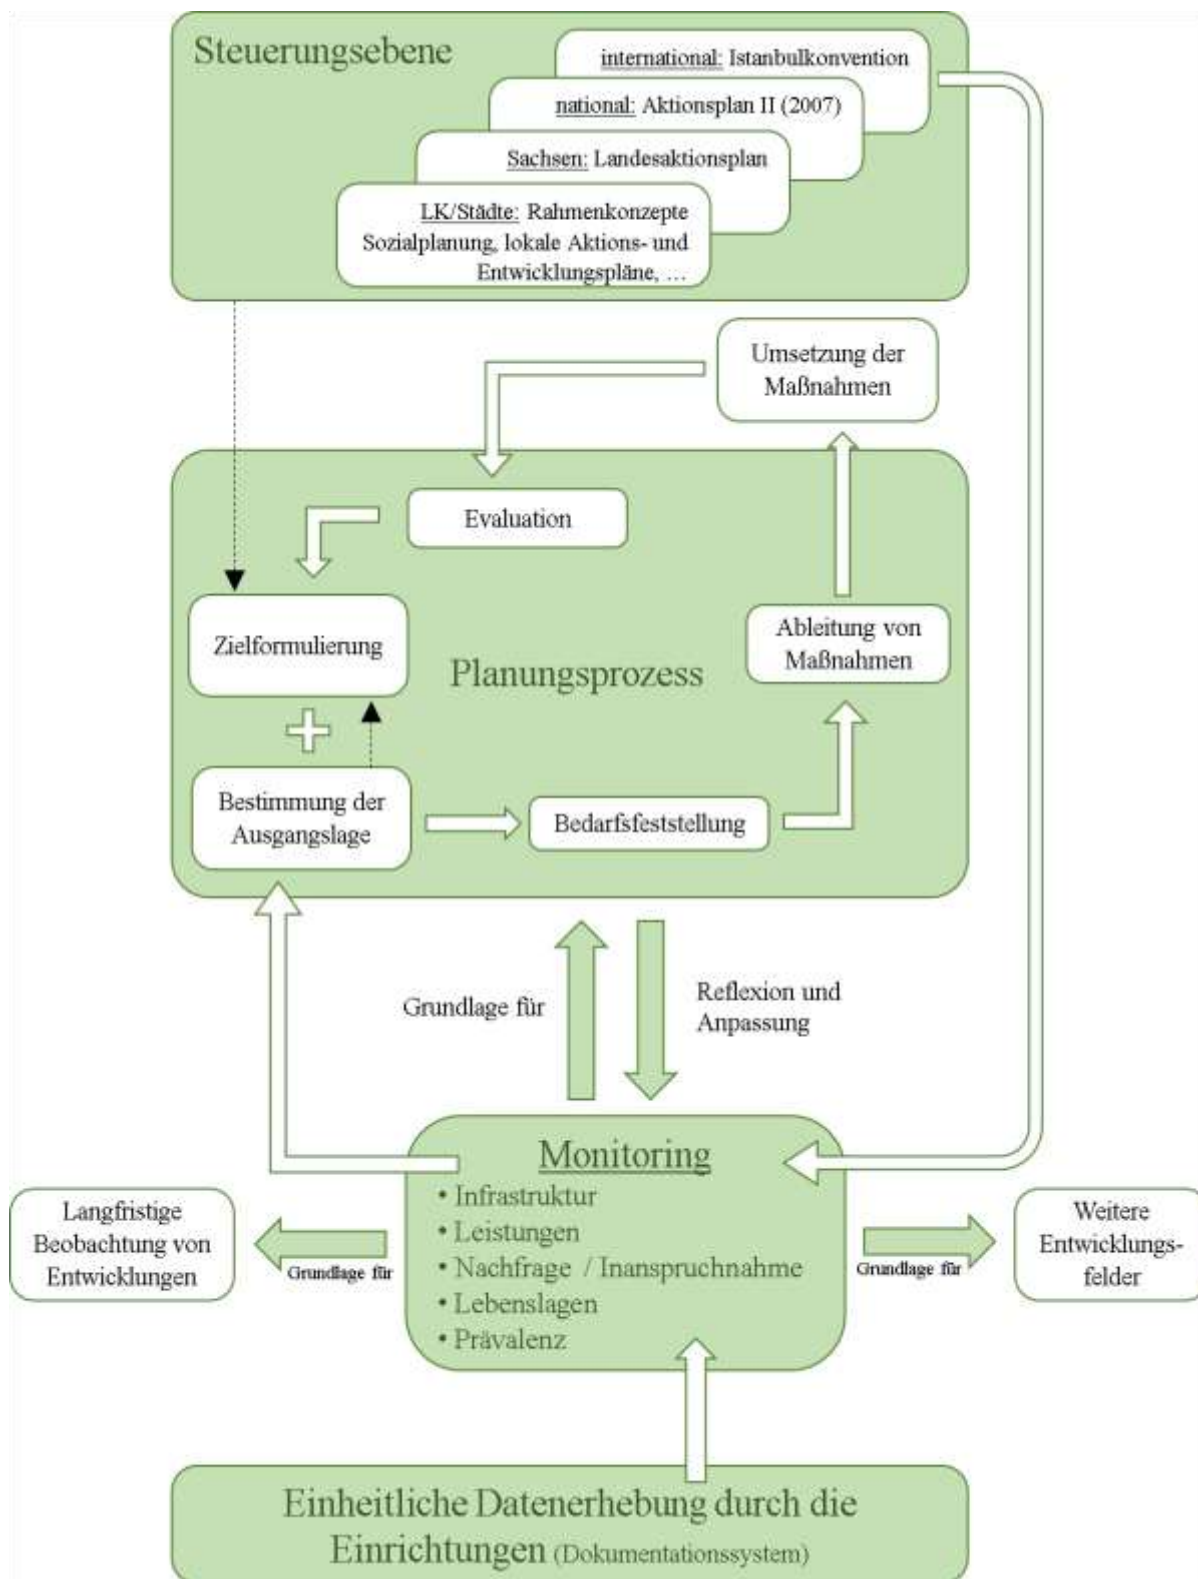 Steuerungsebene
international: Istanbulkonvention
national: Aktionsplan II (2007)
Sachsen: Landesaktionsplan
LK/Städte: Rahmenkonzepte
Sozialplanung, lokale Aktions- und
Entwicklungspläne, …
Umsetzung der
Maßnahmen
Evaluation
Zielformulierung
Ableitung von
Maßnahmen
Planungsprozess
Bestimmung der
Ausgangslage
Bedarfsfeststellung
Grundlage für
Reflexion und
Anpassung
Monitoring
• Infrastruktur
• Leistungen
• Nachfrage / Inanspruchnahme
• Lebenslagen
• Prävalenz
Langfristige
Beobachtung von
Entwicklungen
Grundlage für
Grundlage für
Weitere
Entwicklungs-
felder
Einheitliche Datenerhebung durch die
Einrichtungen (Dokumentationssystem)